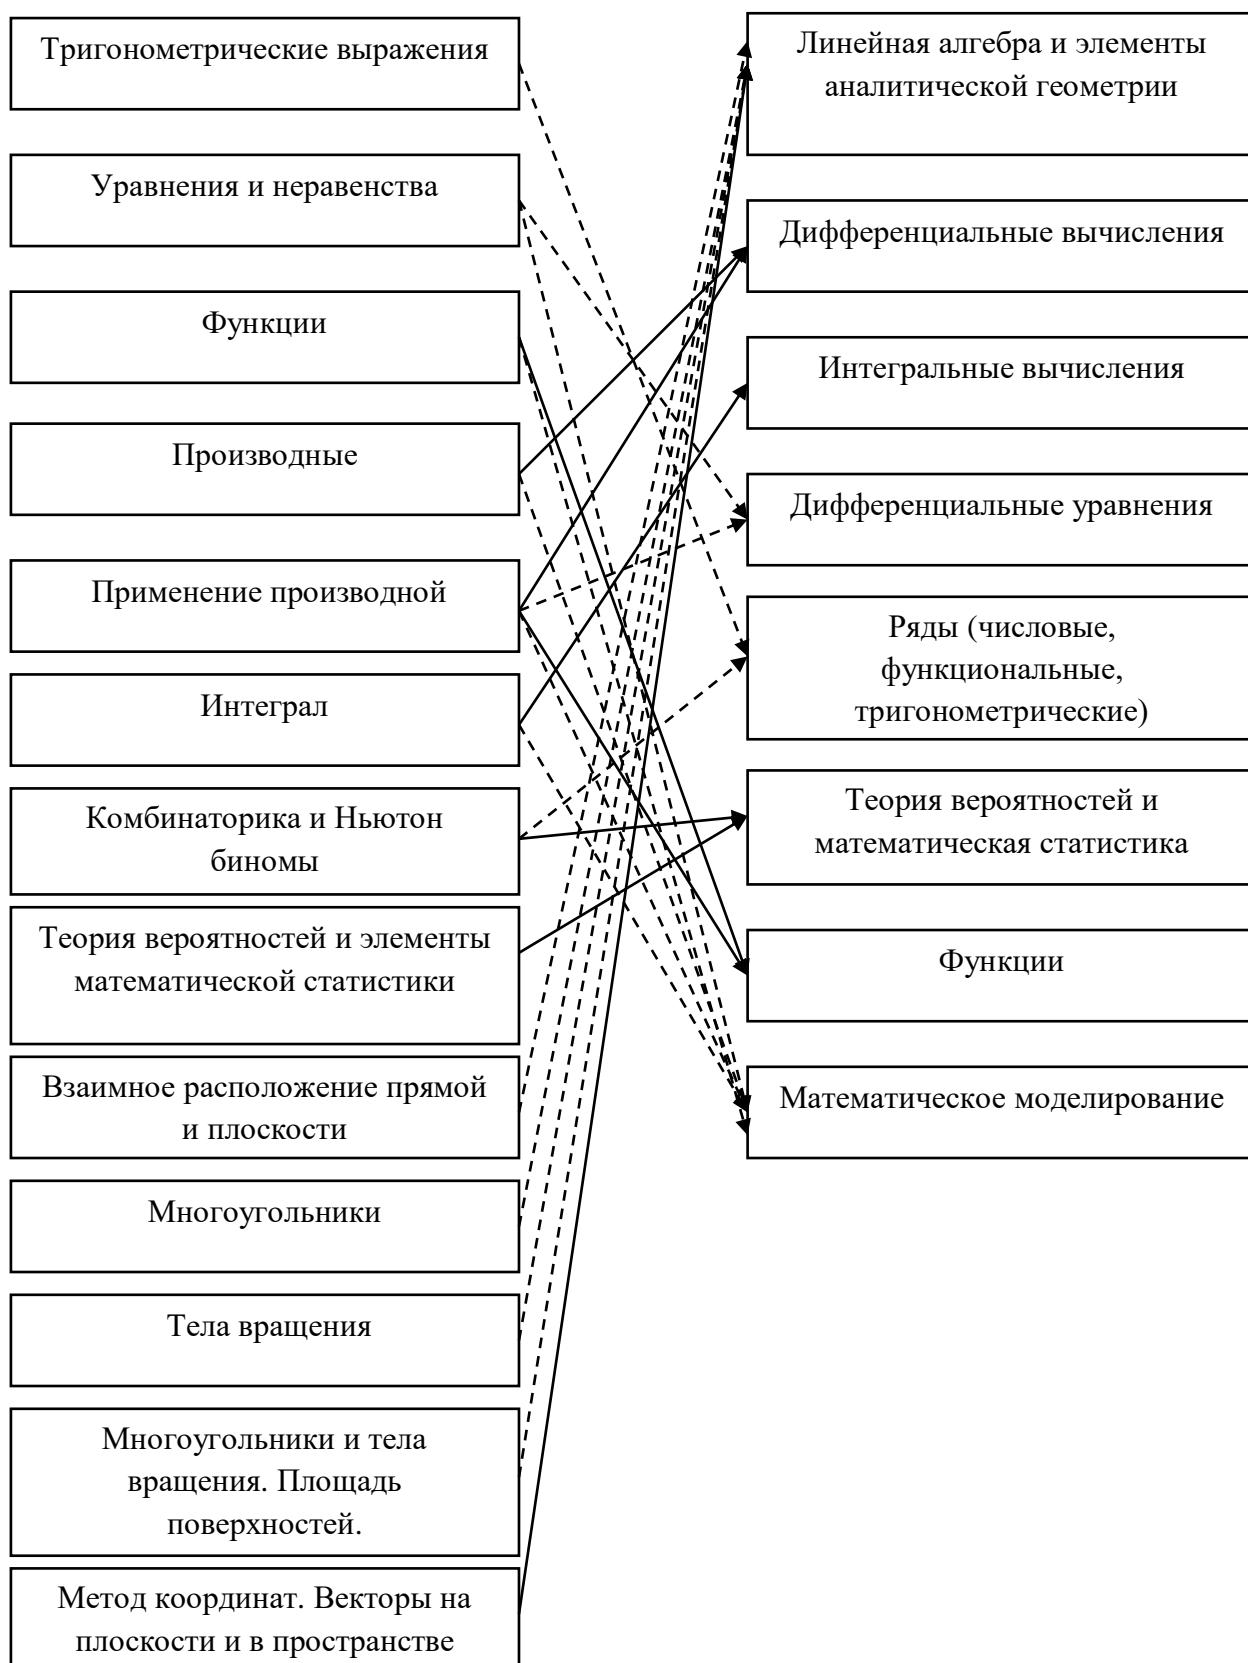 Тригонометрические выражения
Уравнения и неравенства
Функции
Производные
Применение производной
Интеграл
Комбинаторика и Ньютон
биномы
Теория вероятностей и элементы
математической статистики
Взаимное расположение прямой
и плоскости
Многоугольники
Тела вращения
Многоугольники и тела
вращения. Площадь
поверхностей.
Метод координат. Векторы на
плоскости и в пространстве
Линейная алгебра и элементы
аналитической геометрии
Дифференциальные вычисления
Интегральные вычисления
Дифференциальные уравнения
Ряды (числовые,
функциональные,
тригонометрические)
Теория вероятностей и
математическая статистика
Функции
Математическое моделирование